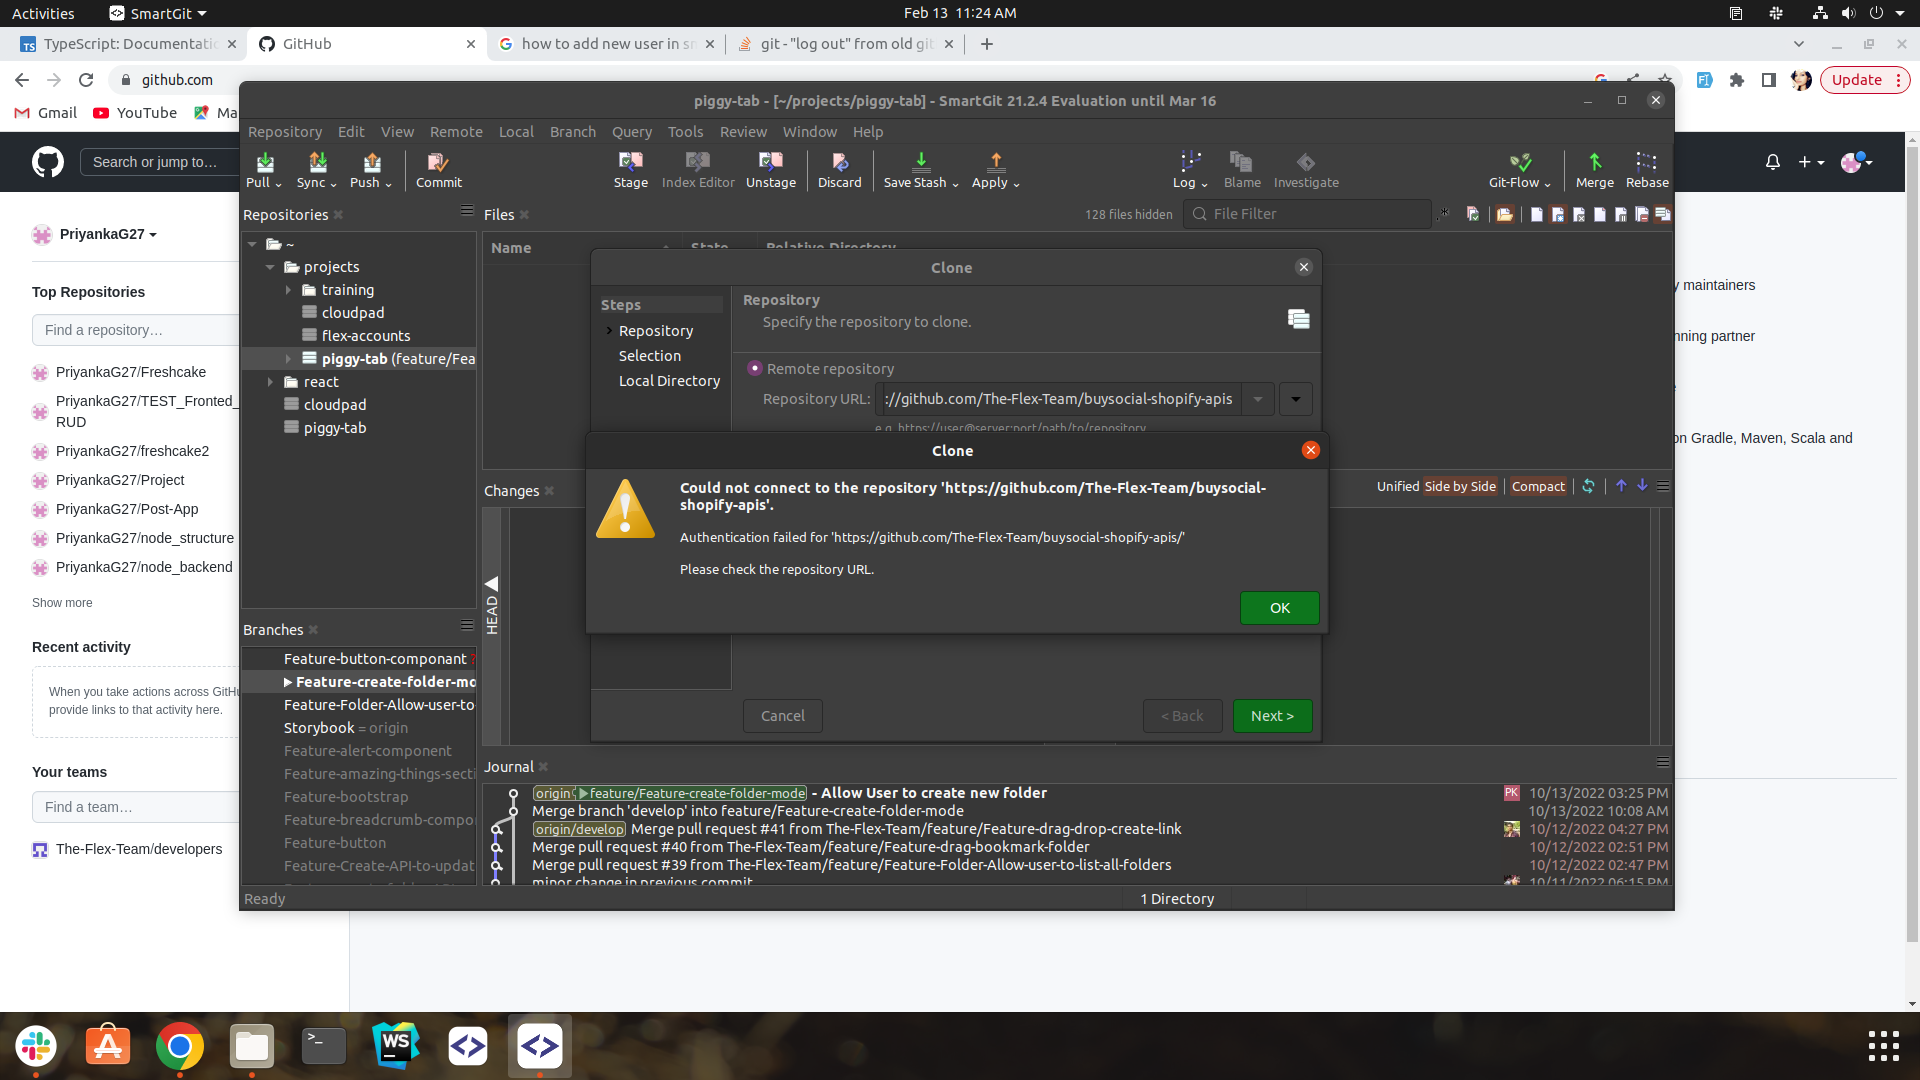 Activities
SmartGit
Feb 13 11:24 AM
TypeScript: Documentatic
GitHub
how to add new user in sn
git - "log out" from old git
github.com
Update
Gmail
YouTube
Ma
piggy-tab - [~/projects/piggy-tab] - SmartGit 21.2.4 Evaluation until Mar 16
Repository Edit View Remote Local Branch Query Tools Review Window Help
Search or jump to…
Pull Sync Push Commit Stage Index Editor Unstage Discard Save Stash Apply Log Blame Investigate Git-Flow Merge Rebase
Repositories
Files
128 files hidden
File Filter
Name State Relative Directory
PriyankaG27
Top Repositories
Find a repository…
PriyankaG27/Freshcake
PriyankaG27/TEST_Fronted_
RUD
PriyankaG27/freshcake2
PriyankaG27/Project
PriyankaG27/Post-App
PriyankaG27/node_structure
PriyankaG27/node_backend
Show more
Recent activity
When you take actions across GitHu
provide links to that activity here.
Your teams
Find a team…
The-Flex-Team/developers
~
projects
training
cloudpad
flex-accounts
piggy-tab (feature/Fea
react
cloudpad
piggy-tab
Branches
Feature-button-componant ?
Feature-create-folder-mo
Feature-Folder-Allow-user-to
Storybook = origin
Feature-alert-component
Feature-amazing-things-secti
Feature-bootstrap
Feature-breadcrumb-compo
Feature-button
Feature-Create-API-to-updat
Clone
Steps
Repository
Selection
Local Directory
Repository
Specify the repository to clone.
Remote repository
Repository URL: ://github.com/The-Flex-Team/buysocial-shopify-apis
e.g. https://user@server:port/path/to/repository
Clone
Could not connect to the repository 'https://github.com/The-Flex-Team/buysocial-
shopify-apis'.
Authentication failed for 'https://github.com/The-Flex-Team/buysocial-shopify-apis/'
Please check the repository URL.
OK
Cancel
< Back
Next >
Changes
Unified Side by Side Compact
HEAD
Journal
origin feature/Feature-create-folder-mode - Allow User to create new folder PK 10/13/2022 03:25 PM
Merge branch 'develop' into feature/Feature-create-folder-mode 10/13/2022 10:08 AM
origin/develop Merge pull request #41 from The-Flex-Team/feature/Feature-drag-drop-create-link 10/12/2022 04:27 PM
Merge pull request #40 from The-Flex-Team/feature/Feature-drag-bookmark-folder 10/12/2022 02:51 PM
Merge pull request #39 from The-Flex-Team/feature/Feature-Folder-Allow-user-to-list-all-folders 10/12/2022 02:47 PM
minor change in previous commit 10/11/2022 06:15 PM
Ready
1 Directory
y maintainers
nning partner
on Gradle, Maven, Scala and
WS